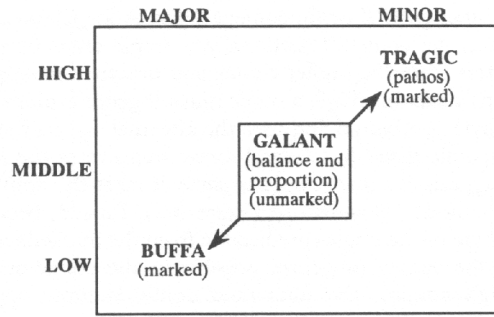 MAJOR MINOR
HIGH
TRAGIC
(pathos)
(marked)
GALANT
(balance and
proportion)
(unmarked)
MIDDLE
BUFFA
(marked)
LOW